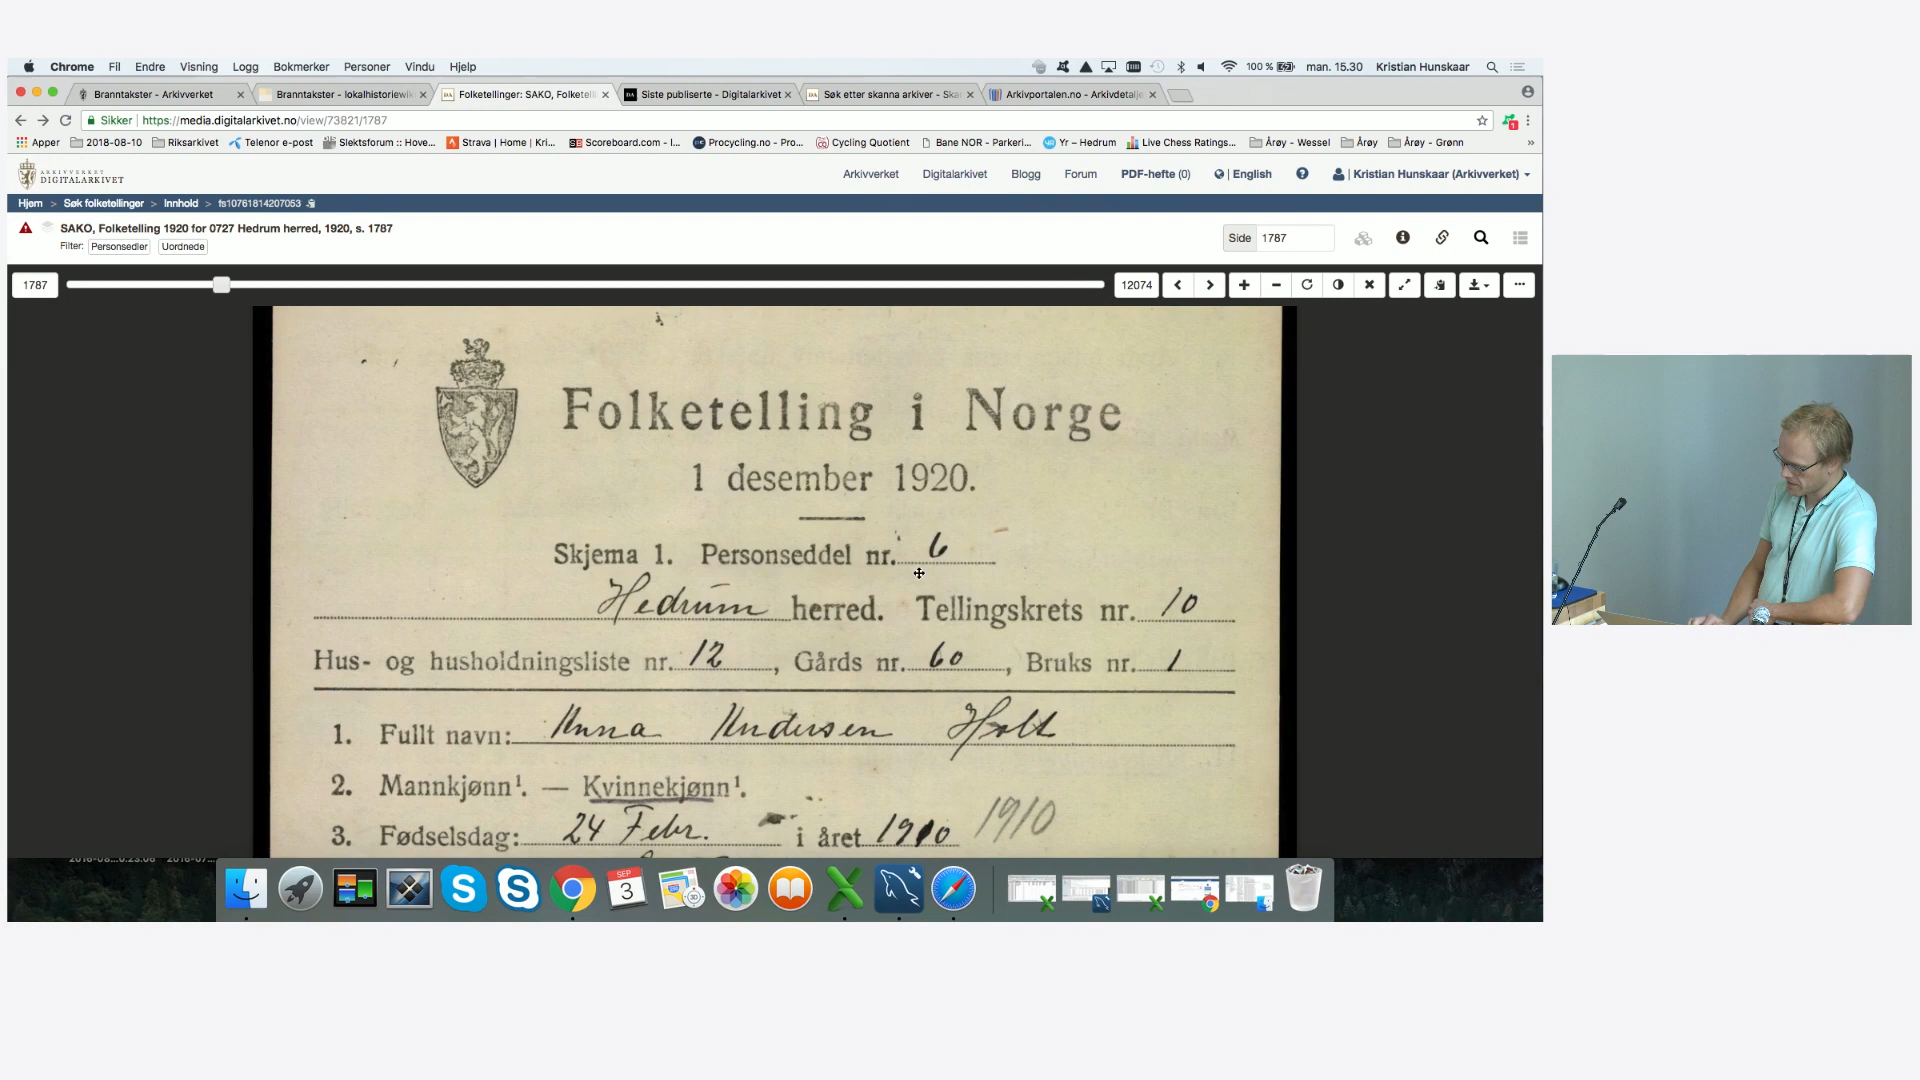 Chrome Fil Endre Visning Logg Bokmerker Personer Vindu Hjelp 100 % man. 15.30 Kristian Hunskaar
Branntakster - Arkivverket Branntakster - lokalhistoriewik Folketellinger: SAKO, Folketell Siste publiserte - Digitalarkivet Søk etter skanna arkiver - Ska Arkivportalen.no - Arkivdetalje
Sikker https://media.digitalarkivet.no/view/73821/1787
Apper 2018-08-10 Riksarkivet Telenor e-post Slektsforum :: Hove... Strava | Home | Kri... Scoreboard.com - l... Procycling.no - Pro... Cycling Quotient Bane NOR - Parkeri... Yr – Hedrum Live Chess Ratings... Årøy - Wessel Årøy Årøy - Grønn »
ARKIVVERKET
DIGITALARKIVET
Arkivverket Digitalarkivet Blogg Forum PDF-hefte (0) | English | Kristian Hunskaar (Arkivverket)
Hjem > Søk folketellinger > Innhold > fs10761814207053
SAKO, Folketelling 1920 for 0727 Hedrum herred, 1920, s. 1787
Filter: Personsedler Uordnede
Side 1787
1787 12074
Folketelling i Norge
1 desember 1920.
Skjema 1. Personseddel nr. 6
Hedrum herred. Tellingskrets nr. 10
Hus- og husholdningsliste nr. 12, Gårds nr. 60, Bruks nr. 1
1. Fullt navn: Anna Andersen Holt
2. Mannkjønn¹. — Kvinnekjønn¹.
3. Fødselsdag: 24 Febr. i året 1910 1910
SEP
3
3D